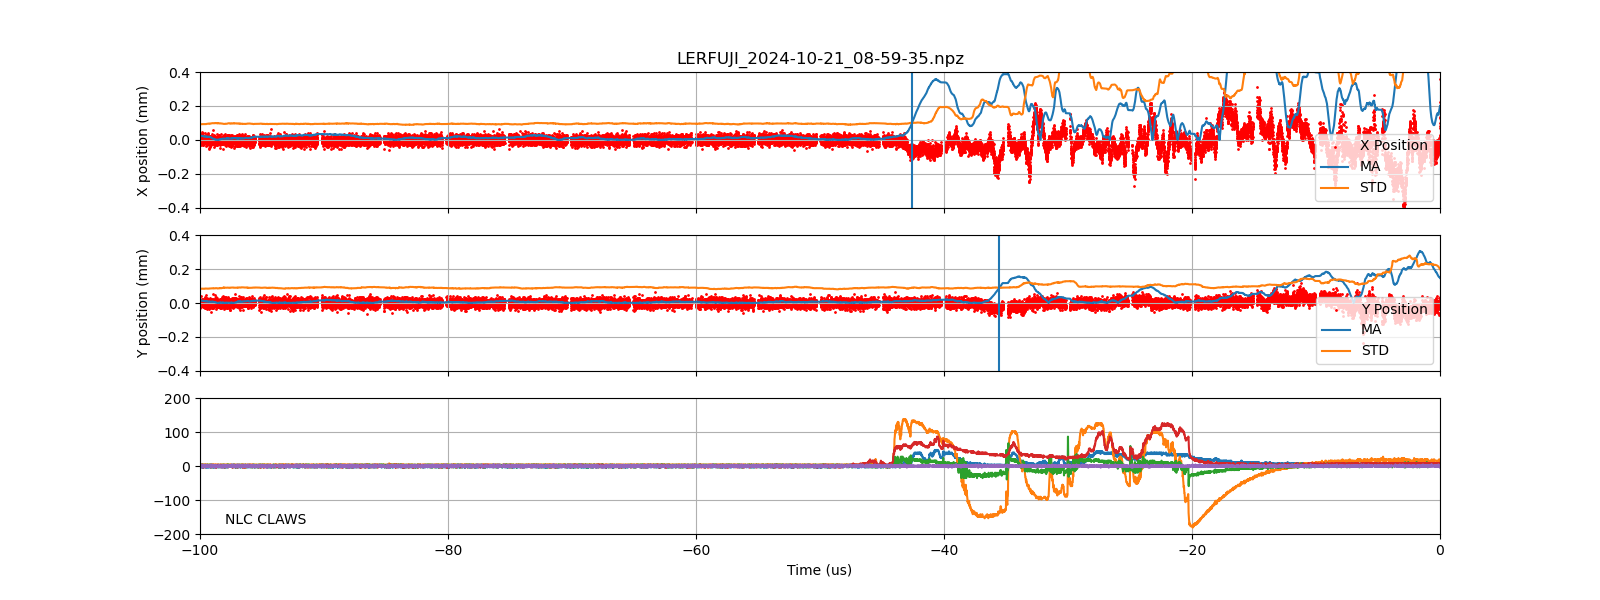 LERFUJI_2024-10-21_08-59-35.npz
X position (mm)
0.4
0.2
0.0
−0.2
−0.4
X Position
MA
STD
Y position (mm)
0.4
0.2
0.0
−0.2
−0.4
Y Position
MA
STD
200
100
0
−100
−200
NLC CLAWS
−100
−80
−60
−40
−20
0
Time (us)